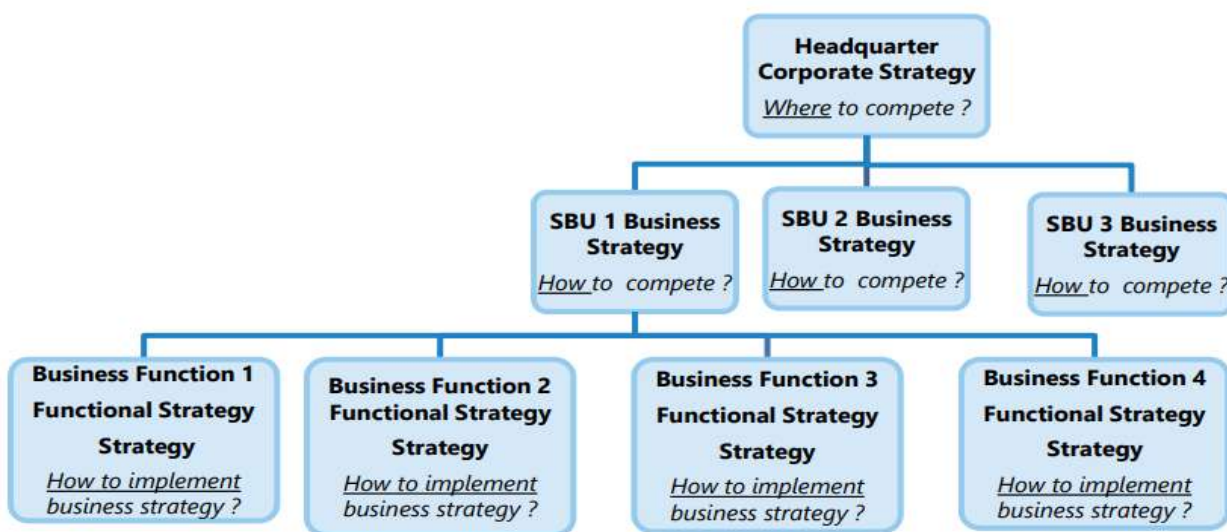 Headquarter
Corporate Strategy
Where to compete ?
SBU 1 Business
Strategy
How to  compete ?
SBU 2 Business
Strategy
How to  compete ?
SBU 3 Business
Strategy
How to  compete ?
Business Function 1
Functional Strategy
Strategy
How to implement
business strategy ?
Business Function 2
Functional Strategy
Strategy
How to implement
business strategy ?
Business Function 3
Functional Strategy
Strategy
How to implement
business strategy ?
Business Function 4
Functional Strategy
Strategy
How to implement
business strategy ?